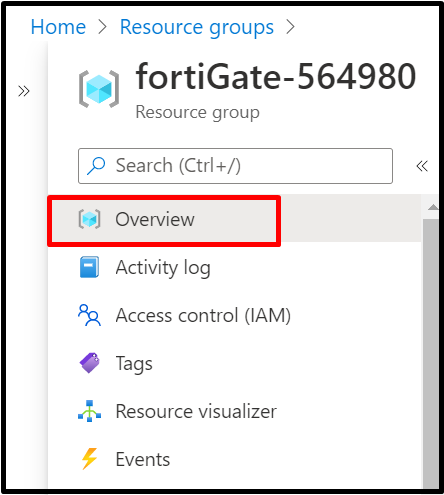 Home > Resource groups >
fortiGate-564980
Resource group
Search (Ctrl+/)
Overview
Activity log
Access control (IAM)
Tags
Resource visualizer
Events